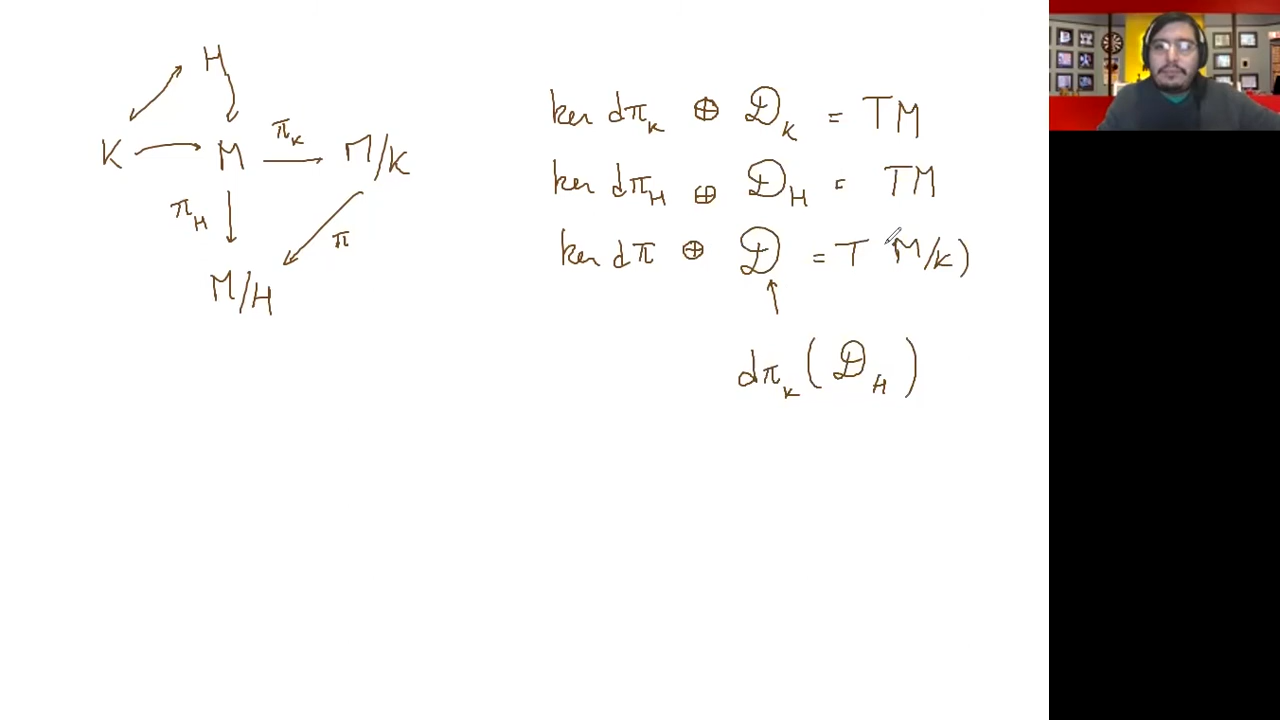 H
K → M π_K → M/K
π_H ↓ π
M/H
ker dπ_K ⊕ 𝒟_K = TM
ker dπ_H ⊕ 𝒟_H = TM
ker dπ ⊕ 𝒟 = T M/K)
↑
dπ_K ( 𝒟_H )